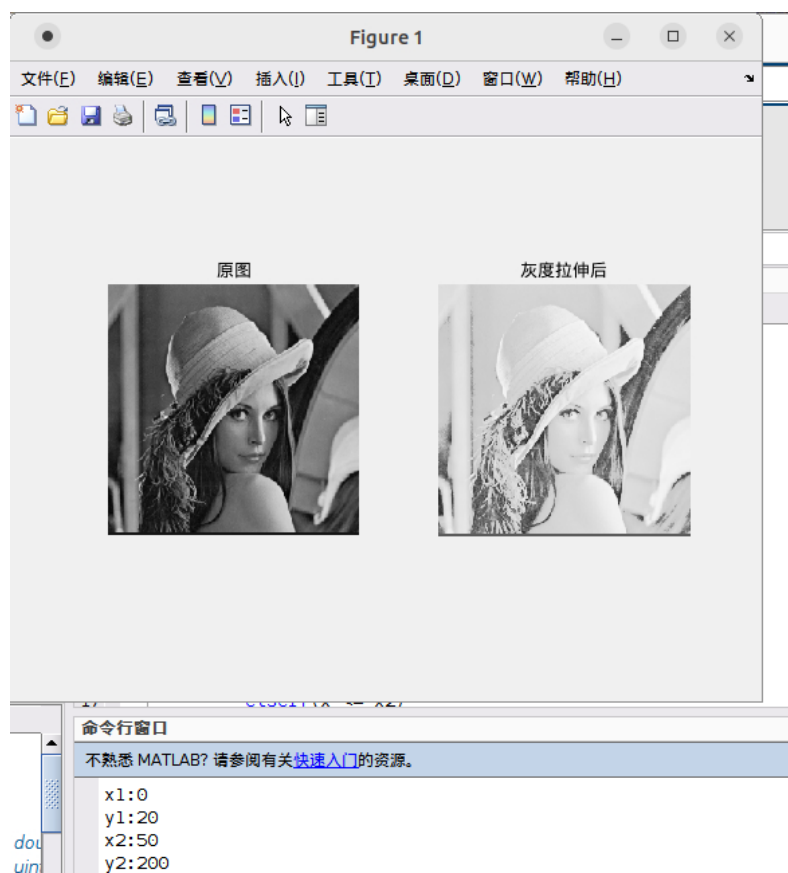 Figure 1
文件(F) 编辑(E) 查看(V) 插入(I) 工具(T) 桌面(D) 窗口(W) 帮助(H)
原图
灰度拉伸后
命令行窗口
不熟悉 MATLAB? 请参阅有关快速入门的资源。
x1:0
y1:20
x2:50
y2:200
dou
uin